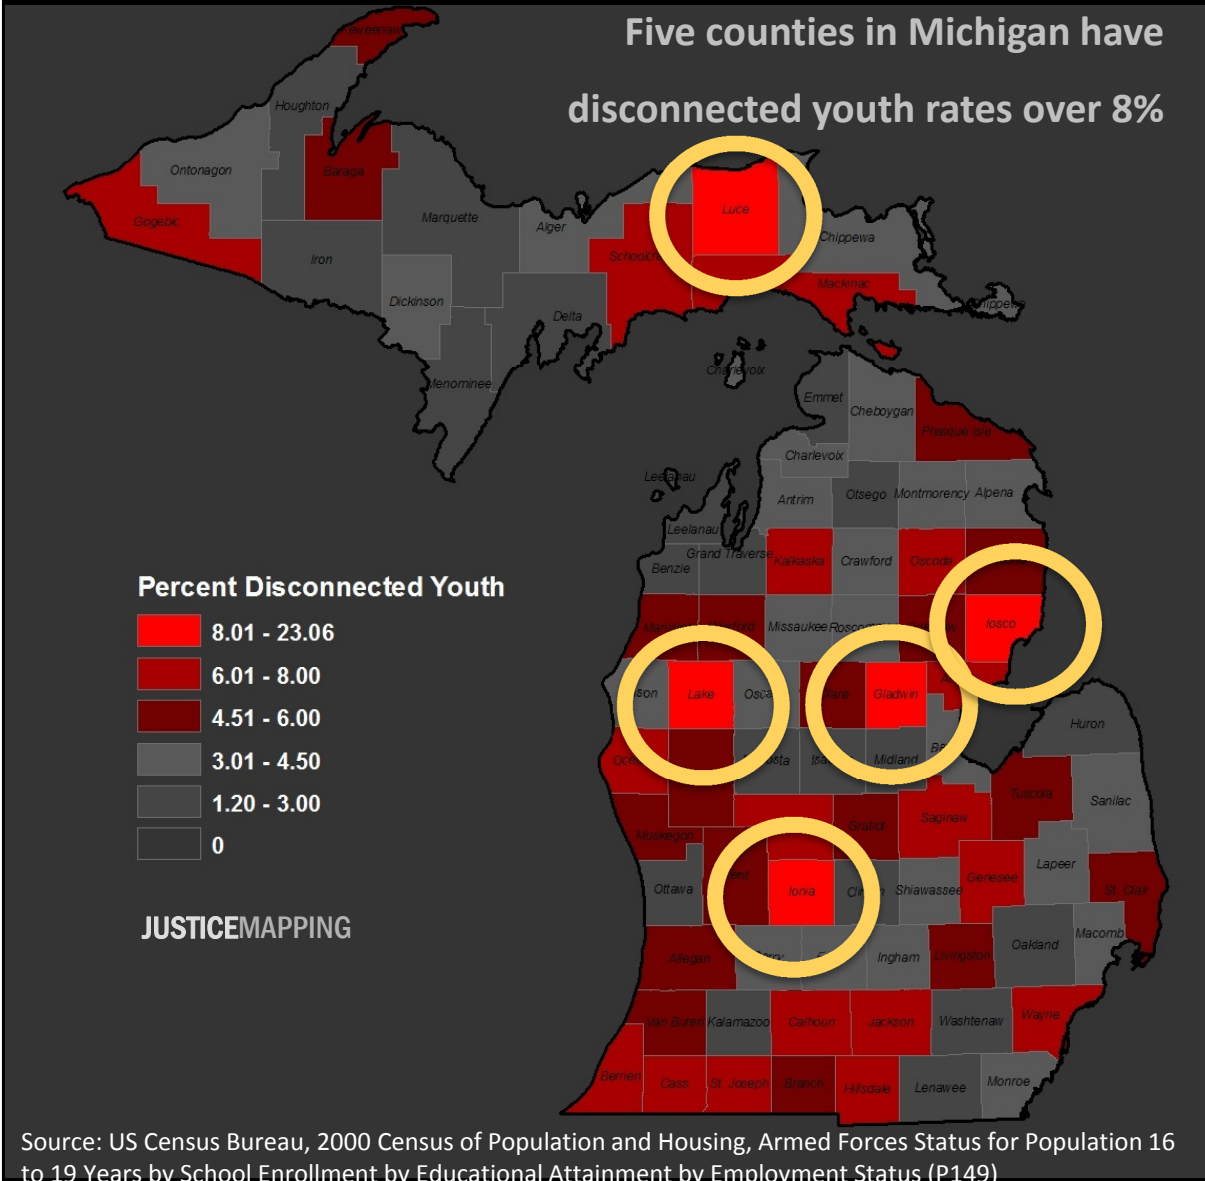 Five counties in Michigan have
disconnected youth rates over 8%
Keweenaw
Houghton
Ontonagon
Baraga
Gogebic
Marquette
Iron
Alger
Luce
Chippewa
Mackinac
Dickinson
Delta
Menominee
Charlevoix
Emmet
Cheboygan
Presque Isle
Charlevoix
Leelanau
Antrim
Otsego
Montmorency
Alpena
Leelanau
Grand Traverse
Benzie
Kalkaska
Crawford
Oscoda
Missaukee
Iosco
Lake
Gladwin
Midland
Huron
Tuscola
Sanilac
Muskegon
Gratiot
Saginaw
Ottawa
Ionia
Shiawassee
Genesee
Lapeer
St. Clair
Allegan
Ingham
Livingston
Oakland
Macomb
Van Buren
Kalamazoo
Calhoun
Jackson
Washtenaw
Wayne
Berrien
Cass
St. Joseph
Branch
Hillsdale
Lenawee
Monroe
Percent Disconnected Youth
8.01 - 23.06
6.01 - 8.00
4.51 - 6.00
3.01 - 4.50
1.20 - 3.00
0
JUSTICEMAPPING
Source: US Census Bureau, 2000 Census of Population and Housing, Armed Forces Status for Population 16
to 19 Years by School Enrollment by Educational Attainment by Employment Status (P149)